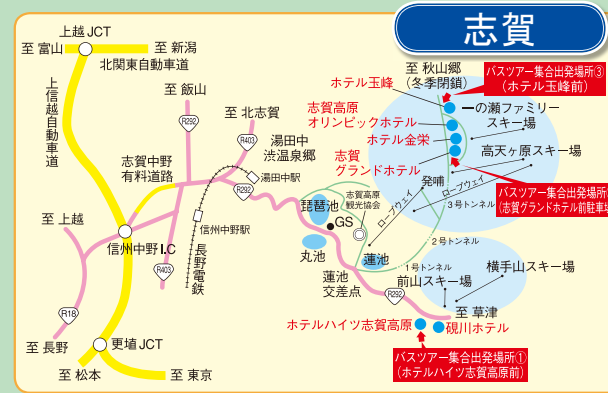 志賀
上越JCT
至 富山
至 新潟
北関東自動車道
上信越自動車道
至 飯山
R292
至 北志賀
R403
湯田中
渋温泉郷
湯田中駅
志賀中野
有料道路
R292
至 上越
信州中野I.C
信州中野駅
長野電鉄
R403
R18
至 長野
更埴JCT
至 松本
至 東京
至 秋山郷
(冬季閉鎖)
バスツアー集合出発場所③
(ホテル玉峰前)
ホテル玉峰
一の瀬ファミリー
スキー場
志賀高原
オリンピックホテル
ホテル金栄
高天ヶ原スキー場
志賀
グランドホテル
発哺
ロープウェイ
バスツアー集合出発場所
(志賀グランドホテル前駐車場
志賀高原
観光協会
ロープウェイ
3号トンネル
琵琶池
GS
丸池
2号トンネル
蓮池
1号トンネル
蓮池
交差点
前山スキー場
横手山スキー場
R292
至 草津
ホテルハイツ志賀高原
硯川ホテル
バスツアー集合出発場所①
(ホテルハイツ志賀高原前)